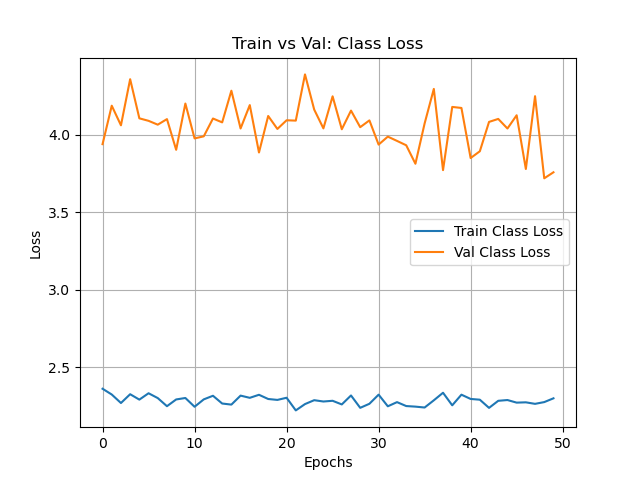 Train vs Val: Class Loss
4.0
3.5
3.0
2.5
Loss
Train Class Loss
Val Class Loss
0 10 20 30 40 50
Epochs